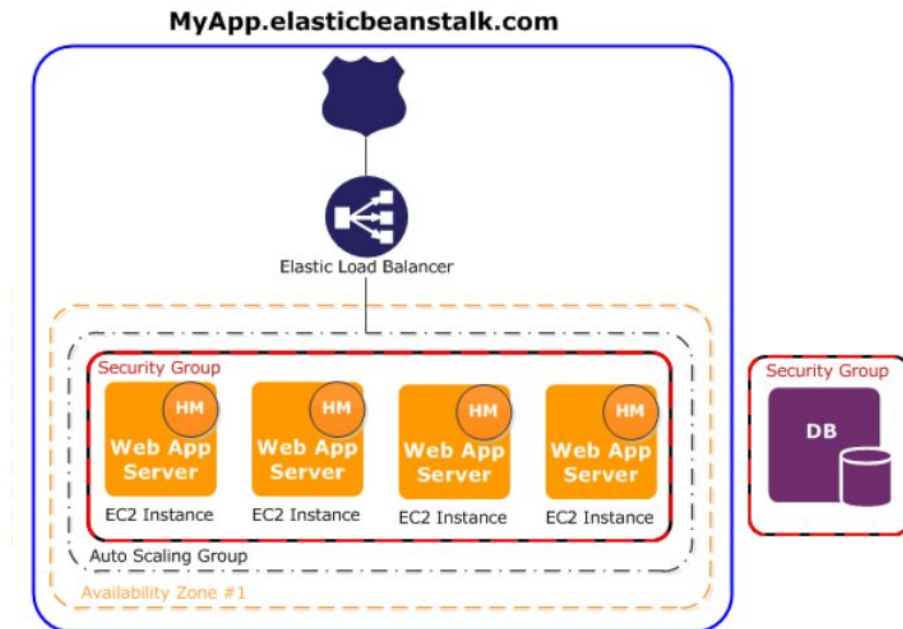 MyApp.elasticbeanstalk.com
Elastic Load Balancer
Security Group
HM
Web App
Server
EC2 Instance
HM
Web App
Server
EC2 Instance
HM
Web App
Server
EC2 Instance
HM
Web App
Server
EC2 Instance
Auto Scaling Group
Availability Zone #1
Security Group
DB